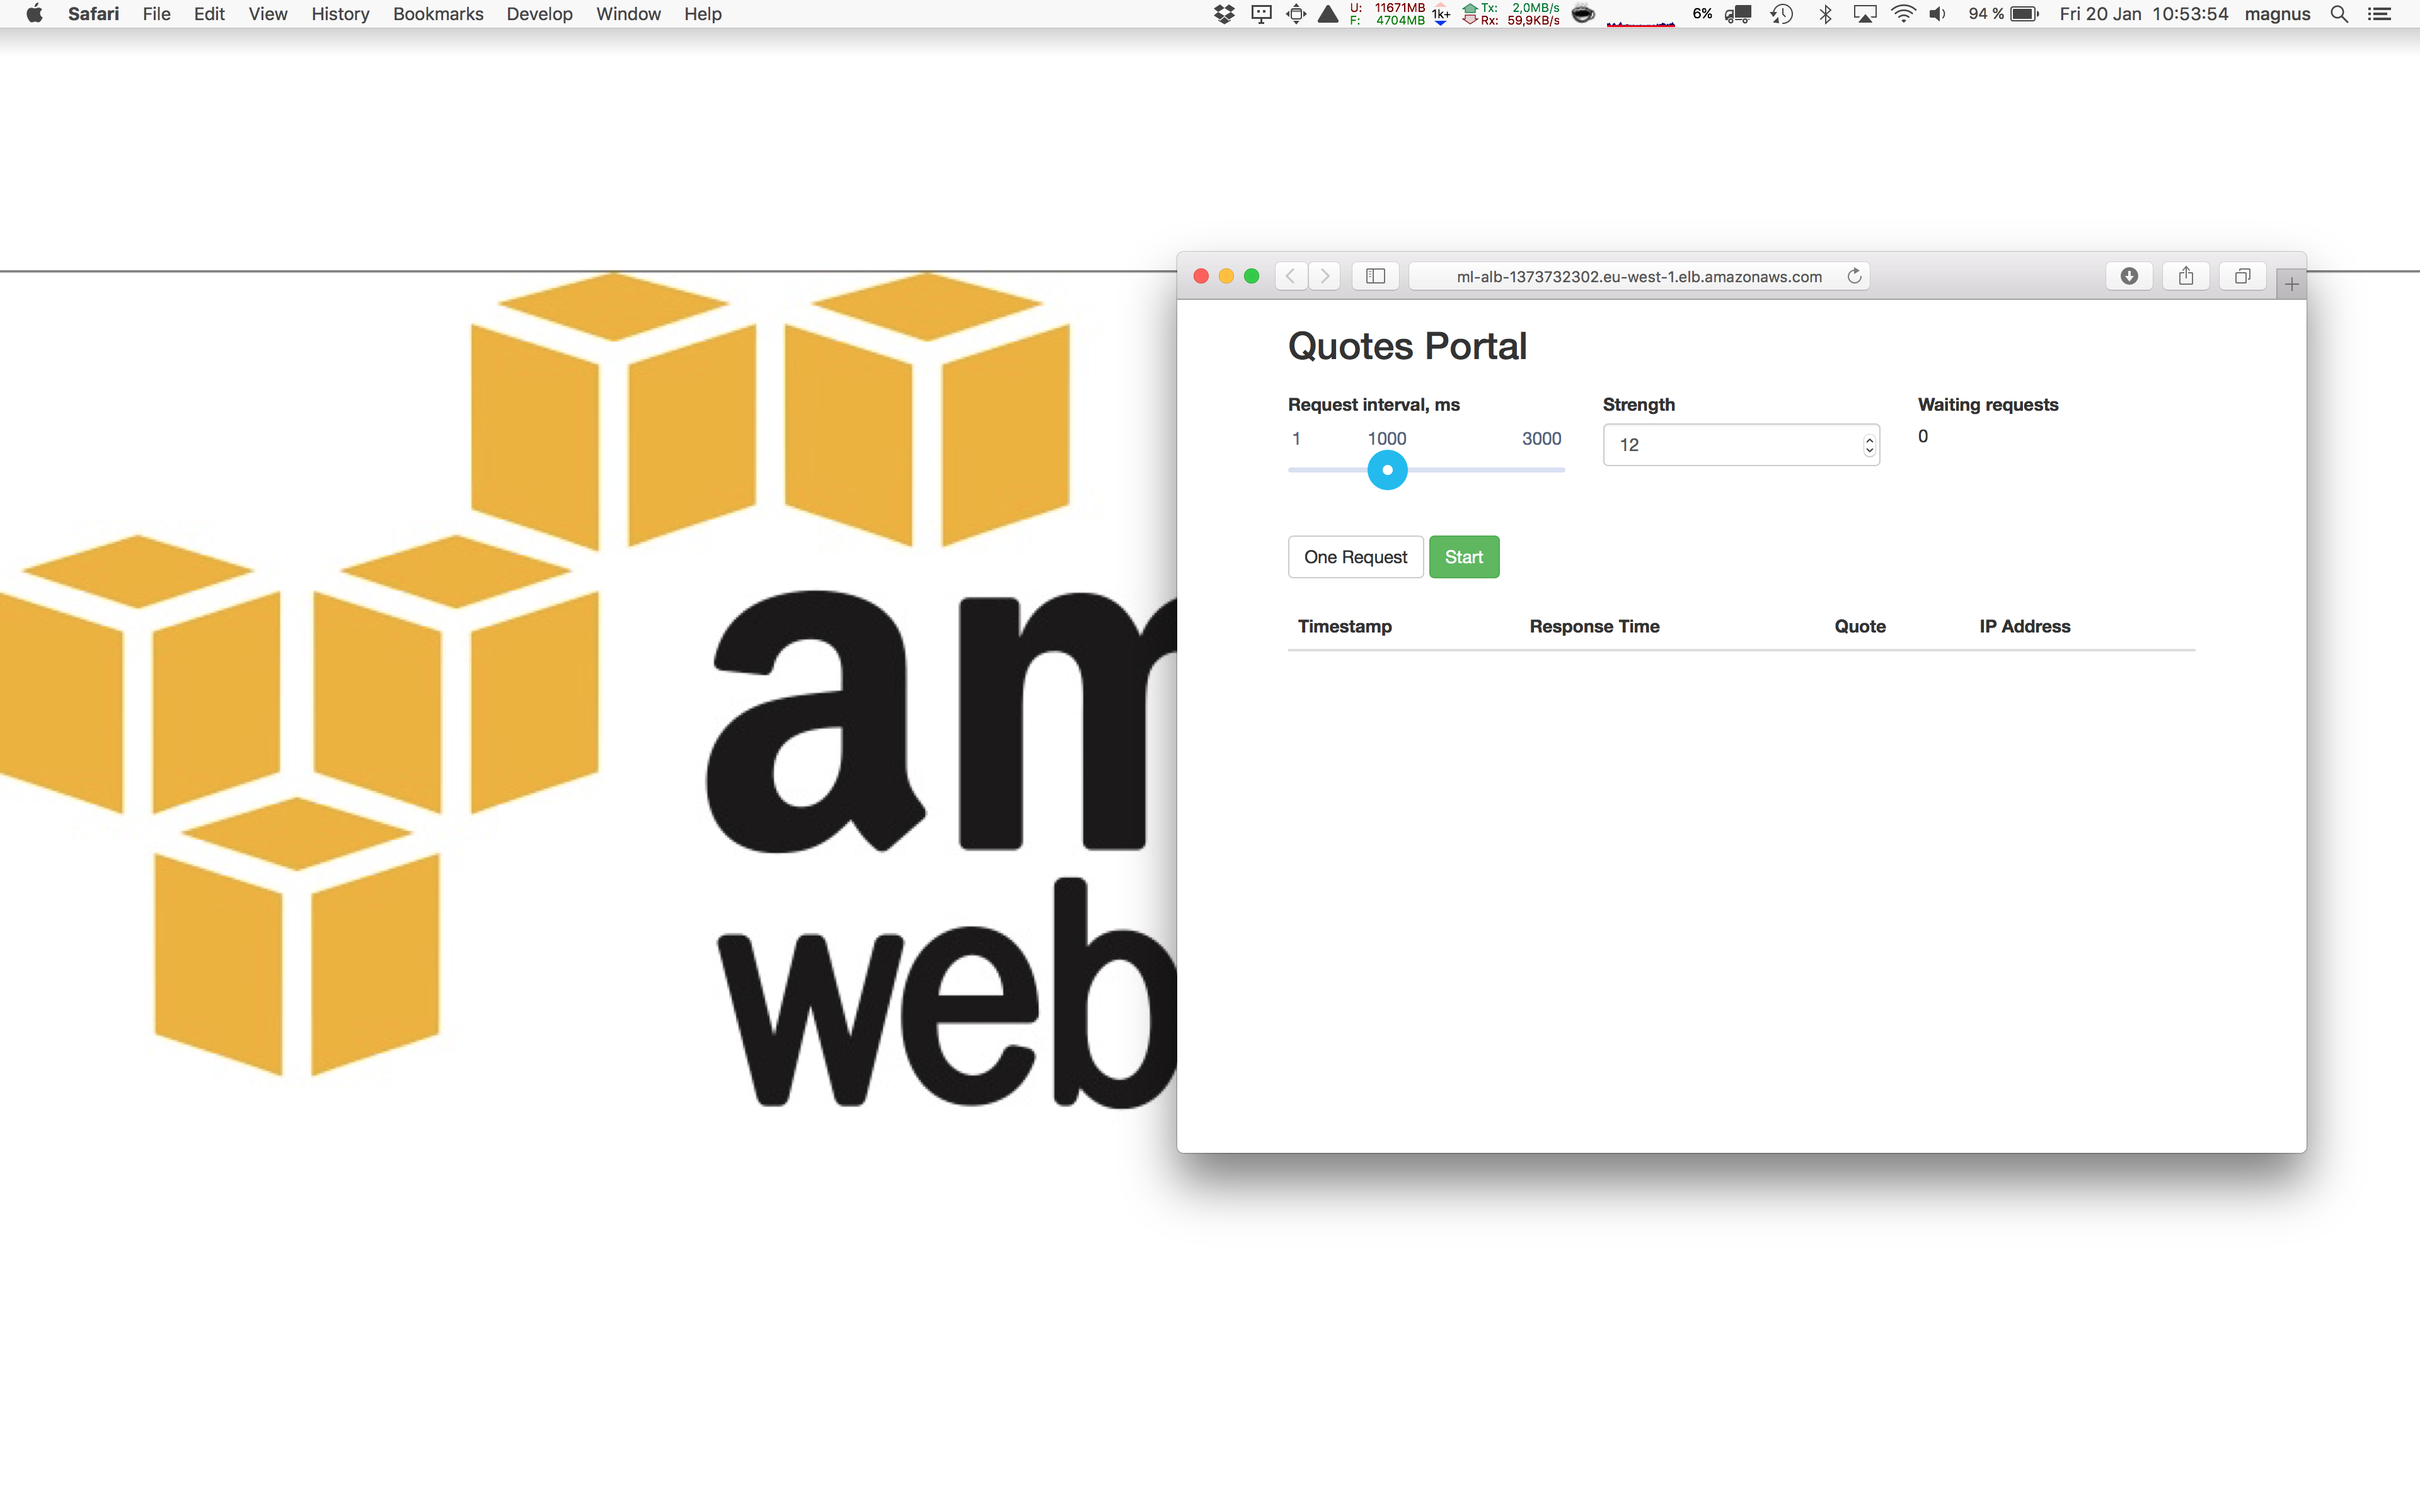 Safari File Edit View History Bookmarks Develop Window Help U: 11671MB F: 4704MB 1k+ Tx: 2,0MB/s Rx: 59,9KB/s 6% 94 % Fri 20 Jan 10:53:54 magnus
ml-alb-1373732302.eu-west-1.elb.amazonaws.com
Quotes Portal
Request interval, ms Strength Waiting requests
1 1000 3000 12 0
One Request Start
Timestamp Response Time Quote IP Address
am
web